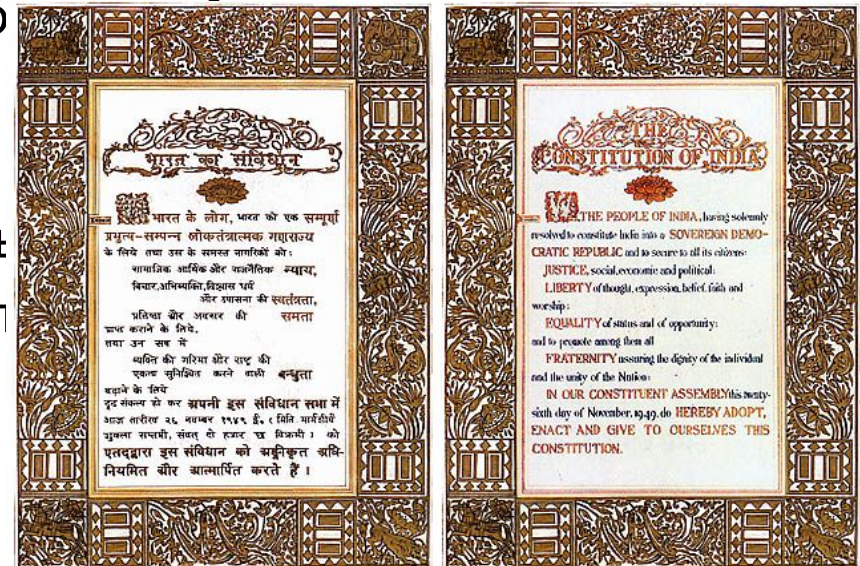 भारत का संविधान
भारत के लोग, भारत को एक सम्पूर्ण
प्रभुत्व-सम्पन्न लोकतंत्रात्मक गणराज्य
के लिये तथा उस के समस्त नागरिकों को:
सामाजिक आर्थिक और राजनैतिक न्याय,
विचार, अभिव्यक्ति, विश्वास धर्म
और उपासना की स्वतंत्रता,
प्रतिष्ठा और अवसर की समता
प्राप्त कराने के लिये,
तथा उन सब में
व्यक्ति की गरिमा और राष्ट्र की
एकता सुनिश्चित करने वाली बन्धुता
बढ़ाने के लिये
दृढ़ संकल्प हो कर अपनी इस संविधान सभा में
आज तारीख २६ नवम्बर १९४९ ई. (मिति मार्गशीर्ष
शुक्ला सप्तमी, संवत् दो हजार छ विक्रमी) को
एतद्द्वारा इस संविधान को अङ्गीकृत अधि-
नियमित और आत्मार्पित करते हैं।
THE
CONSTITUTION OF INDIA
WE, THE PEOPLE OF INDIA, having solemnly
resolved to constitute India into a SOVEREIGN DEMO-
CRATIC REPUBLIC and to secure to all its citizens:
JUSTICE, social, economic and political;
LIBERTY of thought, expression, belief, faith and
worship;
EQUALITY of status and of opportunity;
and to promote among them all
FRATERNITY assuring the dignity of the individual
and the unity of the Nation;
IN OUR CONSTITUENT ASSEMBLY this twenty-
sixth day of November, 1949, do HEREBY ADOPT,
ENACT AND GIVE TO OURSELVES THIS
CONSTITUTION.